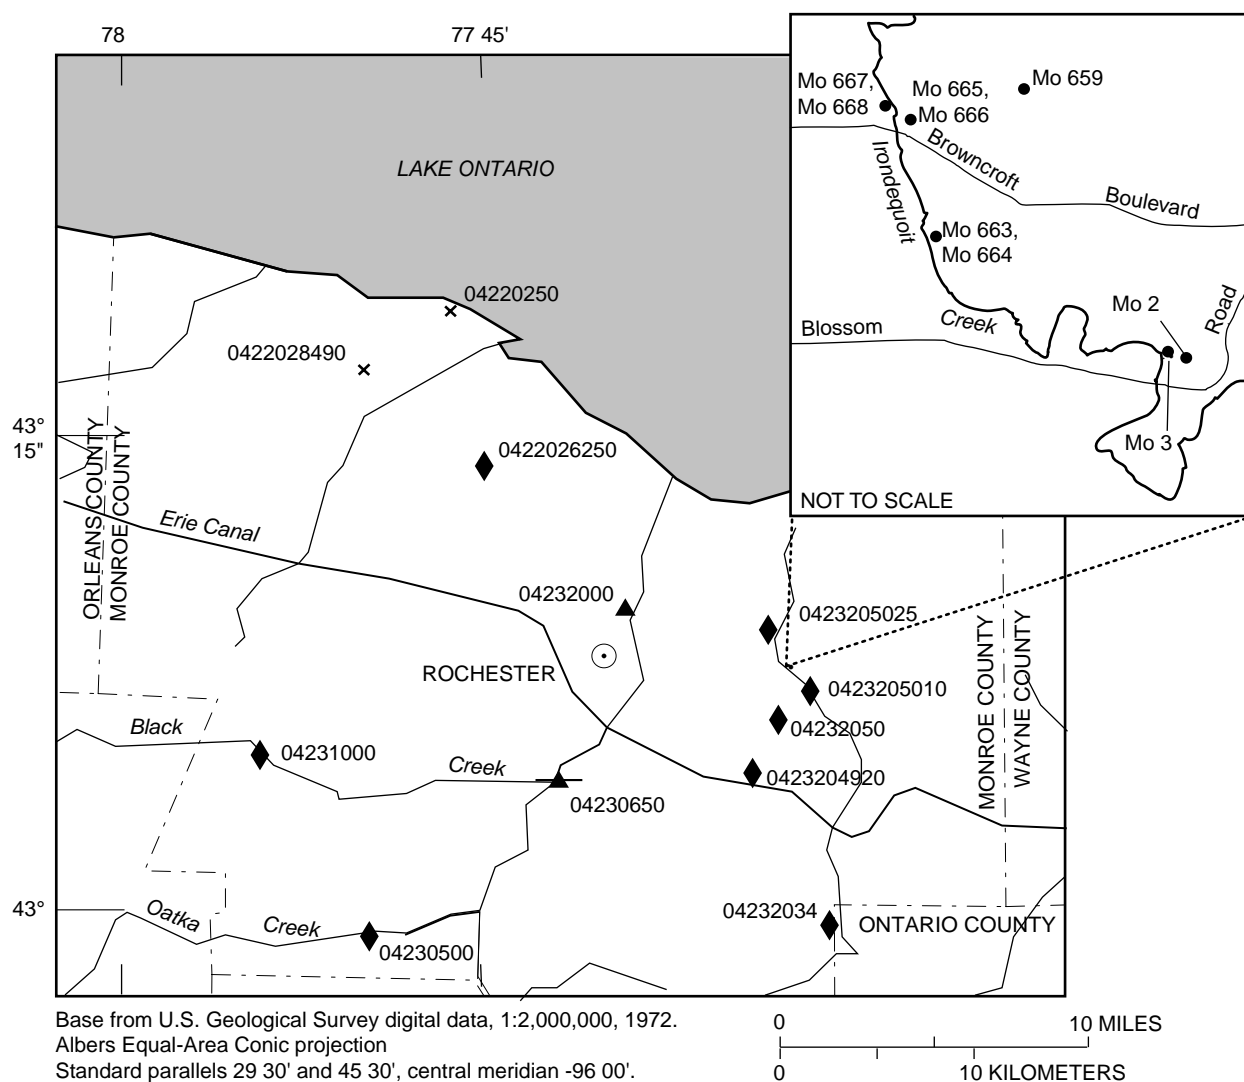 78
77 45'
LAKE ONTARIO
Mo 667,
Mo 668
Mo 665,
Mo 666
Mo 659
Irondequoit
Browncroft
Boulevard
Mo 663,
Mo 664
Mo 2
Road
Blossom
Creek
Mo 3
NOT TO SCALE
04220250
0422028490
43°
15"
0422026250
ORLEANS COUNTY
MONROE COUNTY
Erie Canal
04232000
0423205025
ROCHESTER
MONROE COUNTY
WAYNE COUNTY
0423205010
04232050
Black
04231000
Creek
0423204920
04230650
43°
Oatka
Creek
04230500
04232034
ONTARIO COUNTY
Base from U.S. Geological Survey digital data, 1:2,000,000, 1972.
Albers Equal-Area Conic projection
Standard parallels 29 30' and 45 30', central meridian -96 00'.
0 10 MILES
0 10 KILOMETERS